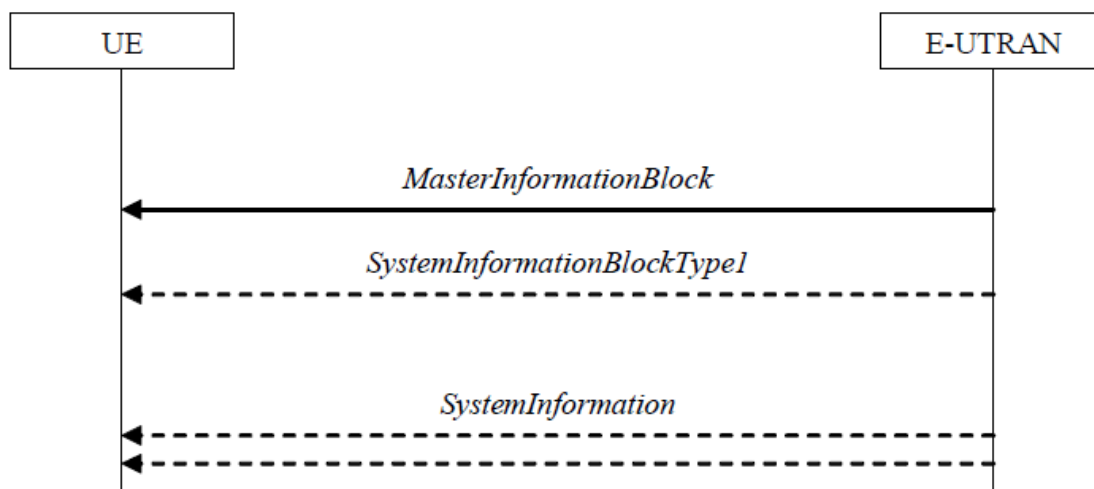 UE
E-UTRAN
MasterInformationBlock
SystemInformationBlockType1
SystemInformation